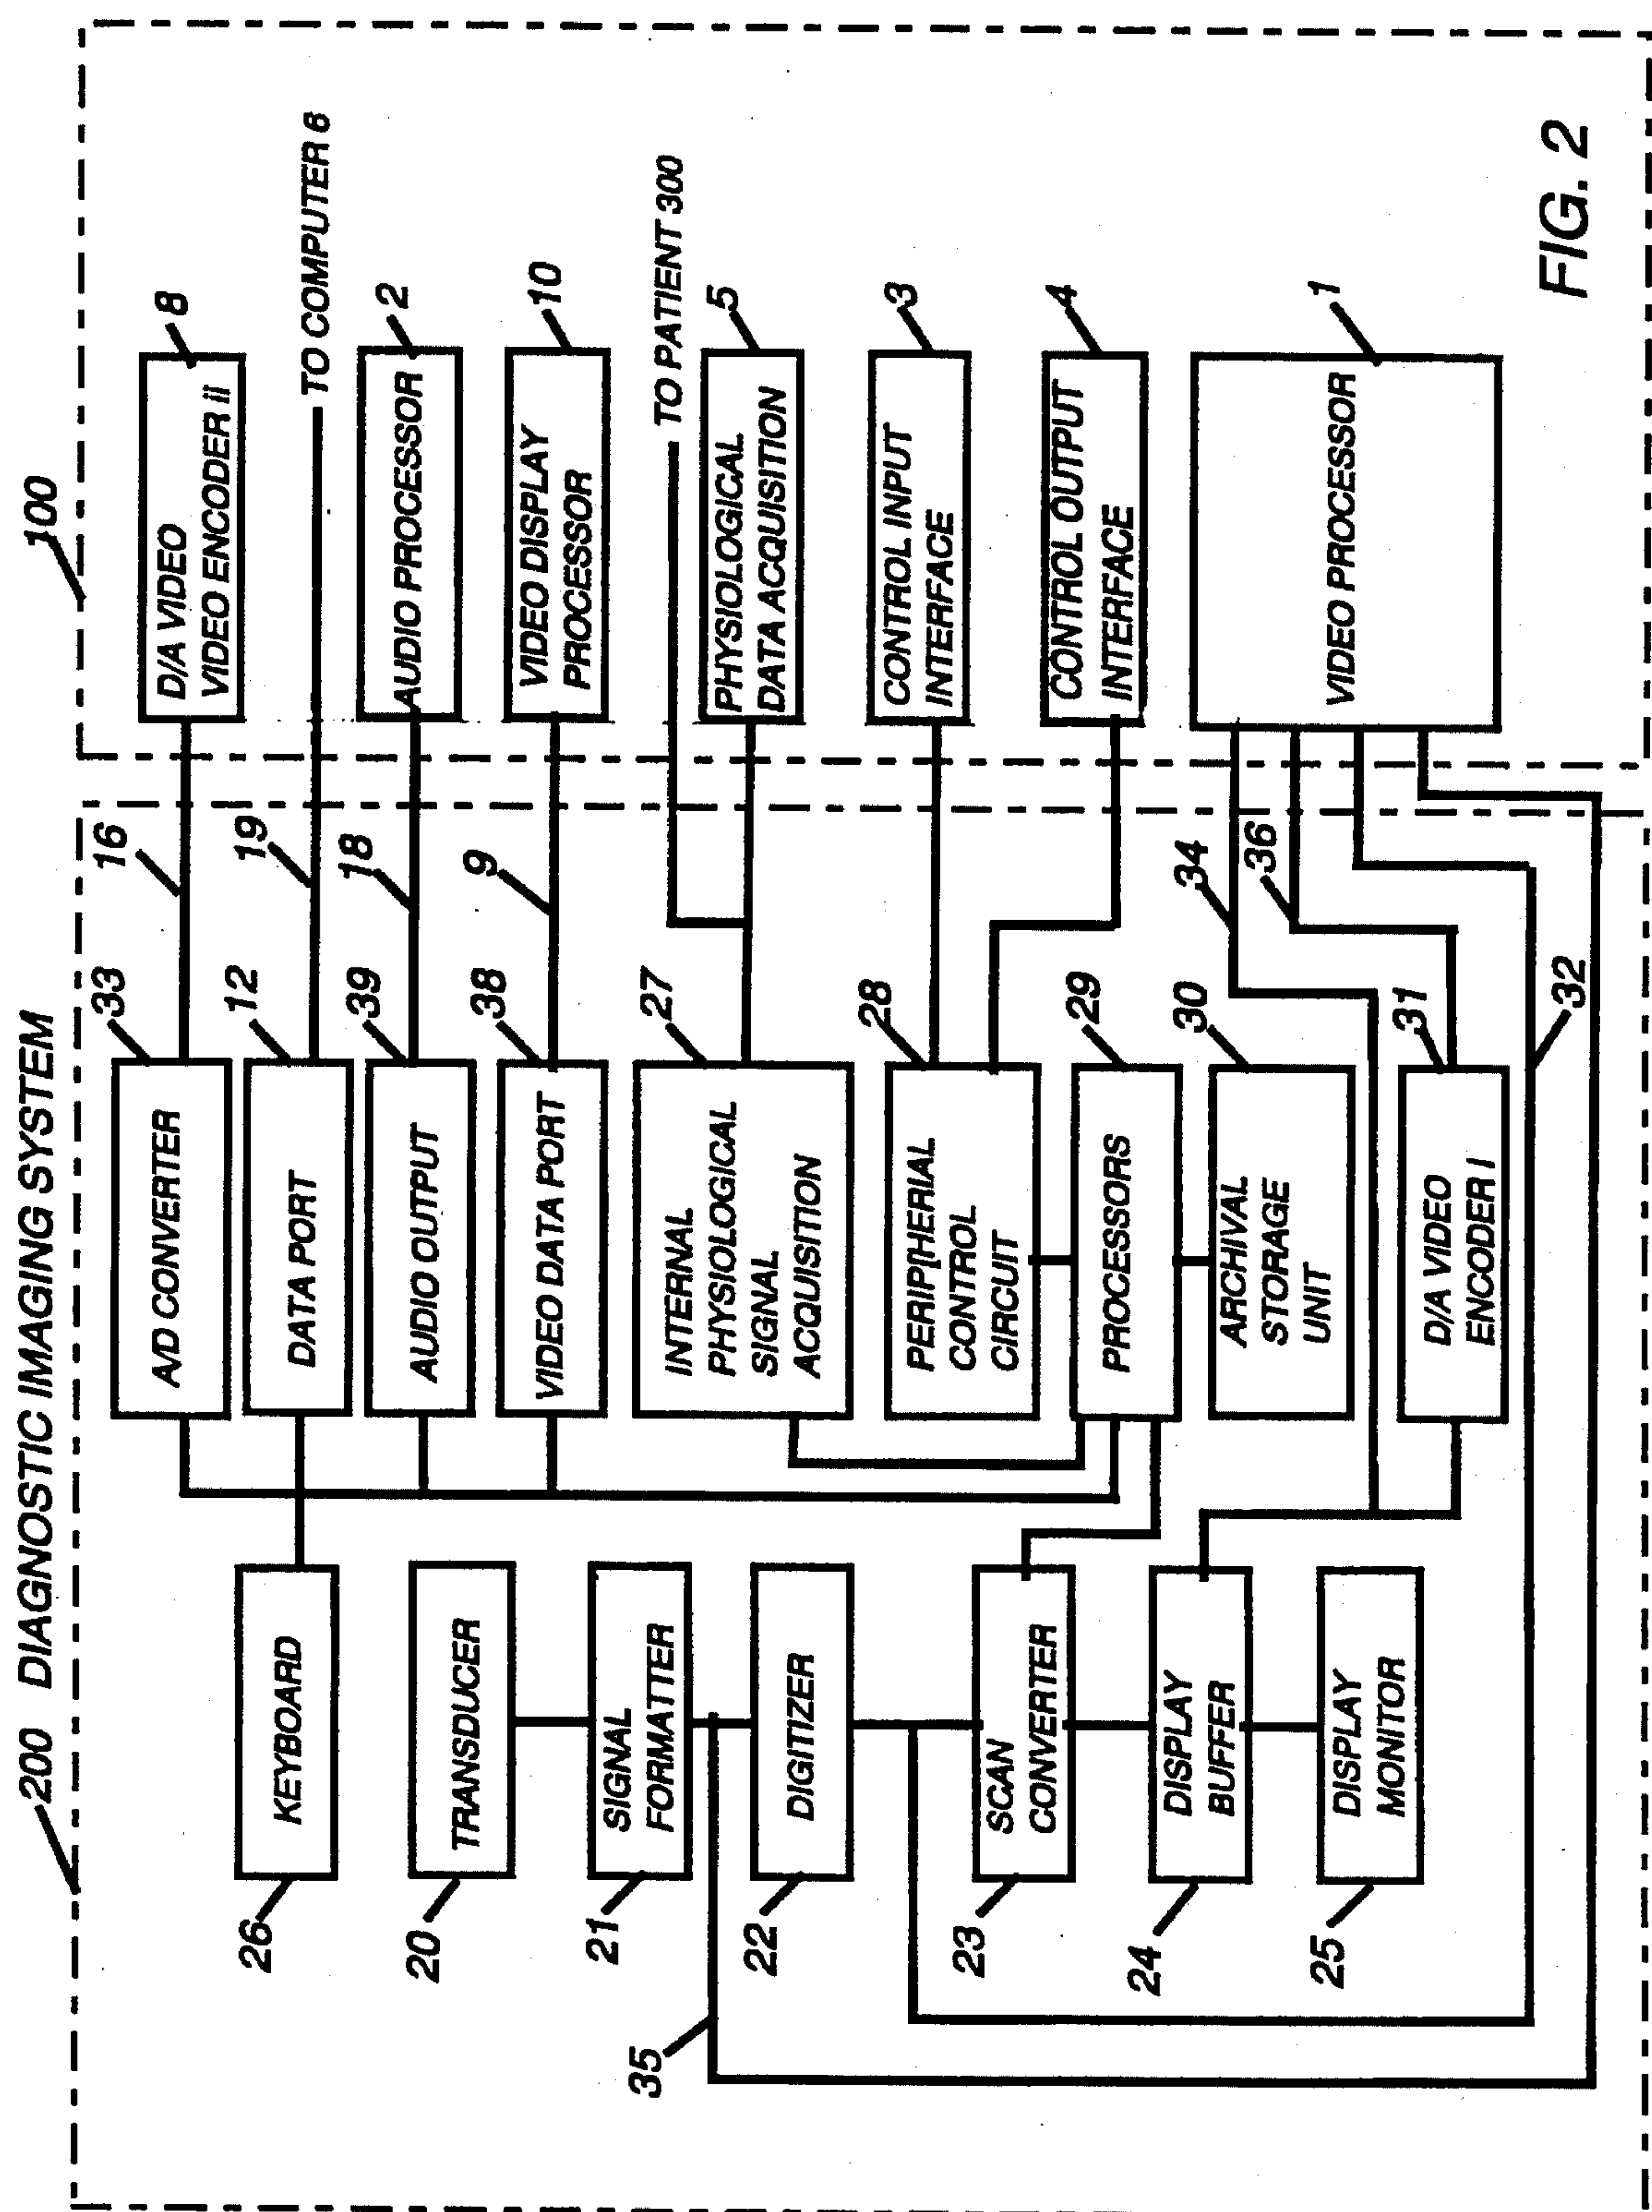 200 DIAGNOSTIC IMAGING SYSTEM
100
KEYBOARD
26
TRANSDUCER
20
SIGNAL
FORMATTER
21
DIGITIZER
22
SCAN
CONVERTER
23
DISPLAY
BUFFER
24
DISPLAY
MONITOR
25
35
A/D CONVERTER
33
16
DATA PORT
12
19
AUDIO OUTPUT
39
18
VIDEO DATA PORT
38
9
INTERNAL
PHYSIOLOGICAL
SIGNAL
ACQUISITION
27
PERIP[HERIAL
CONTROL
CIRCUIT
28
PROCESSORS
29
ARCHIVAL
STORAGE
UNIT
30
D/A VIDEO
ENCODER I
31
34
36
32
D/A VIDEO
VIDEO ENCODER II
8
TO COMPUTER 6
AUDIO PROCESSOR
2
VIDEO DISPLAY
PROCESSOR
10
TO PATIENT 300
PHYSIOLOGICAL
DATA ACQUISITION
5
CONTROL INPUT
INTERFACE
3
CONTROL OUTPUT
INTERFACE
4
VIDEO PROCESSOR
1
FIG. 2